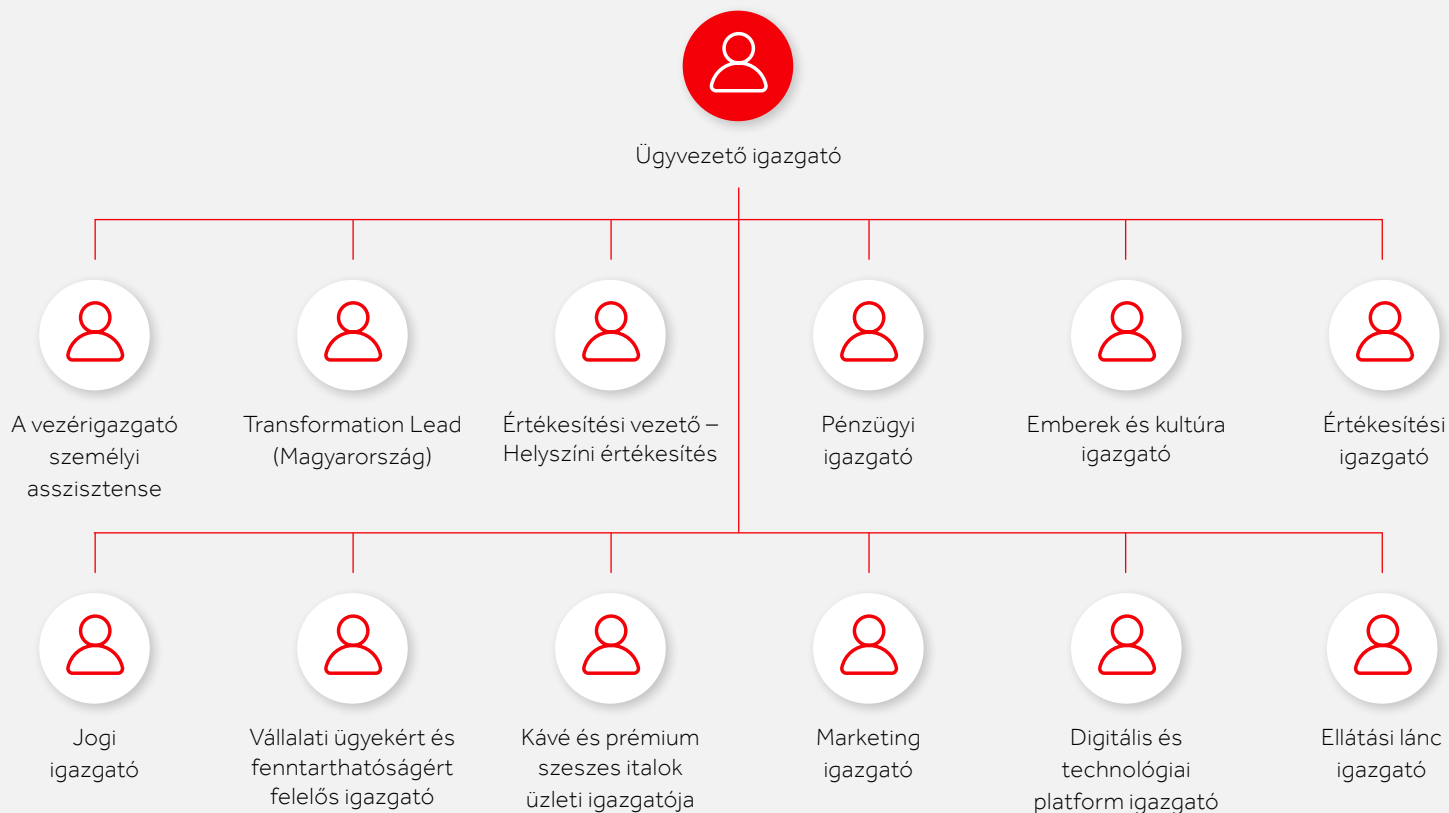 Ügyvezető igazgató
A vezérigazgató
személyi
asszisztense
Transformation Lead
(Magyarország)
Értékesítési vezető –
Helyszíni értékesítés
Pénzügyi
igazgató
Emberek és kultúra
igazgató
Értékesítési
igazgató
Jogi
igazgató
Vállalati ügyekért és
fenntarthatóságért
felelős igazgató
Kávé és prémium
szeszes italok
üzleti igazgatója
Marketing
igazgató
Digitális és
technológiai
platform igazgató
Ellátási lánc
igazgató